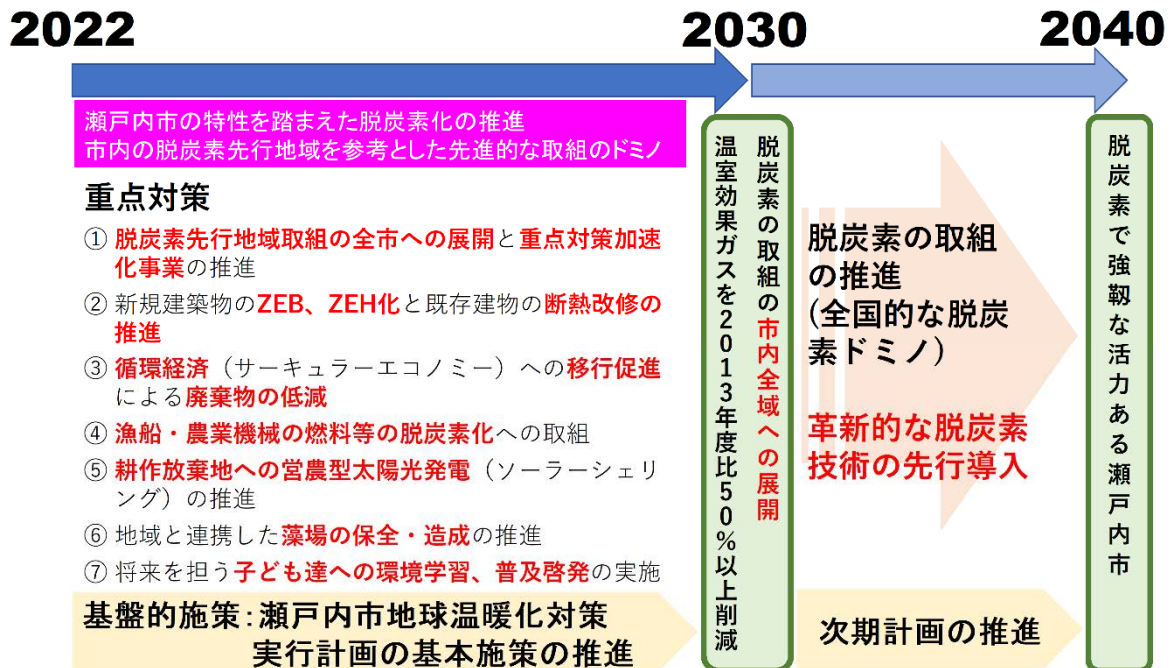 2022
2030
2040
瀬戸内市の特性を踏まえた脱炭素化の推進
市内の脱炭素先行地域を参考とした先進的な取組のドミノ
重点対策
① 脱炭素先行地域取組の全市への展開と重点対策加速
化事業の推進
② 新規建築物のZEB、ZEH化と既存建物の断熱改修の
推進
③ 循環経済（サーキュラーエコノミー）への移行促進
による廃棄物の低減
④ 漁船・農業機械の燃料等の脱炭素化への取組
⑤ 耕作放棄地への営農型太陽光発電（ソーラーシェリ
ング）の推進
⑥ 地域と連携した藻場の保全・造成の推進
⑦ 将来を担う子ども達への環境学習、普及啓発の実施
基盤的施策：瀬戸内市地球温暖化対策
実行計画の基本施策の推進
脱炭素の取組の市内全域への展開
温室効果ガスを2013年度比50%以上削減
脱炭素の取組
の推進
(全国的な脱炭
素ドミノ）
革新的な脱炭素
技術の先行導入
次期計画の推進
脱炭素で強靱な活力ある瀬戸内市